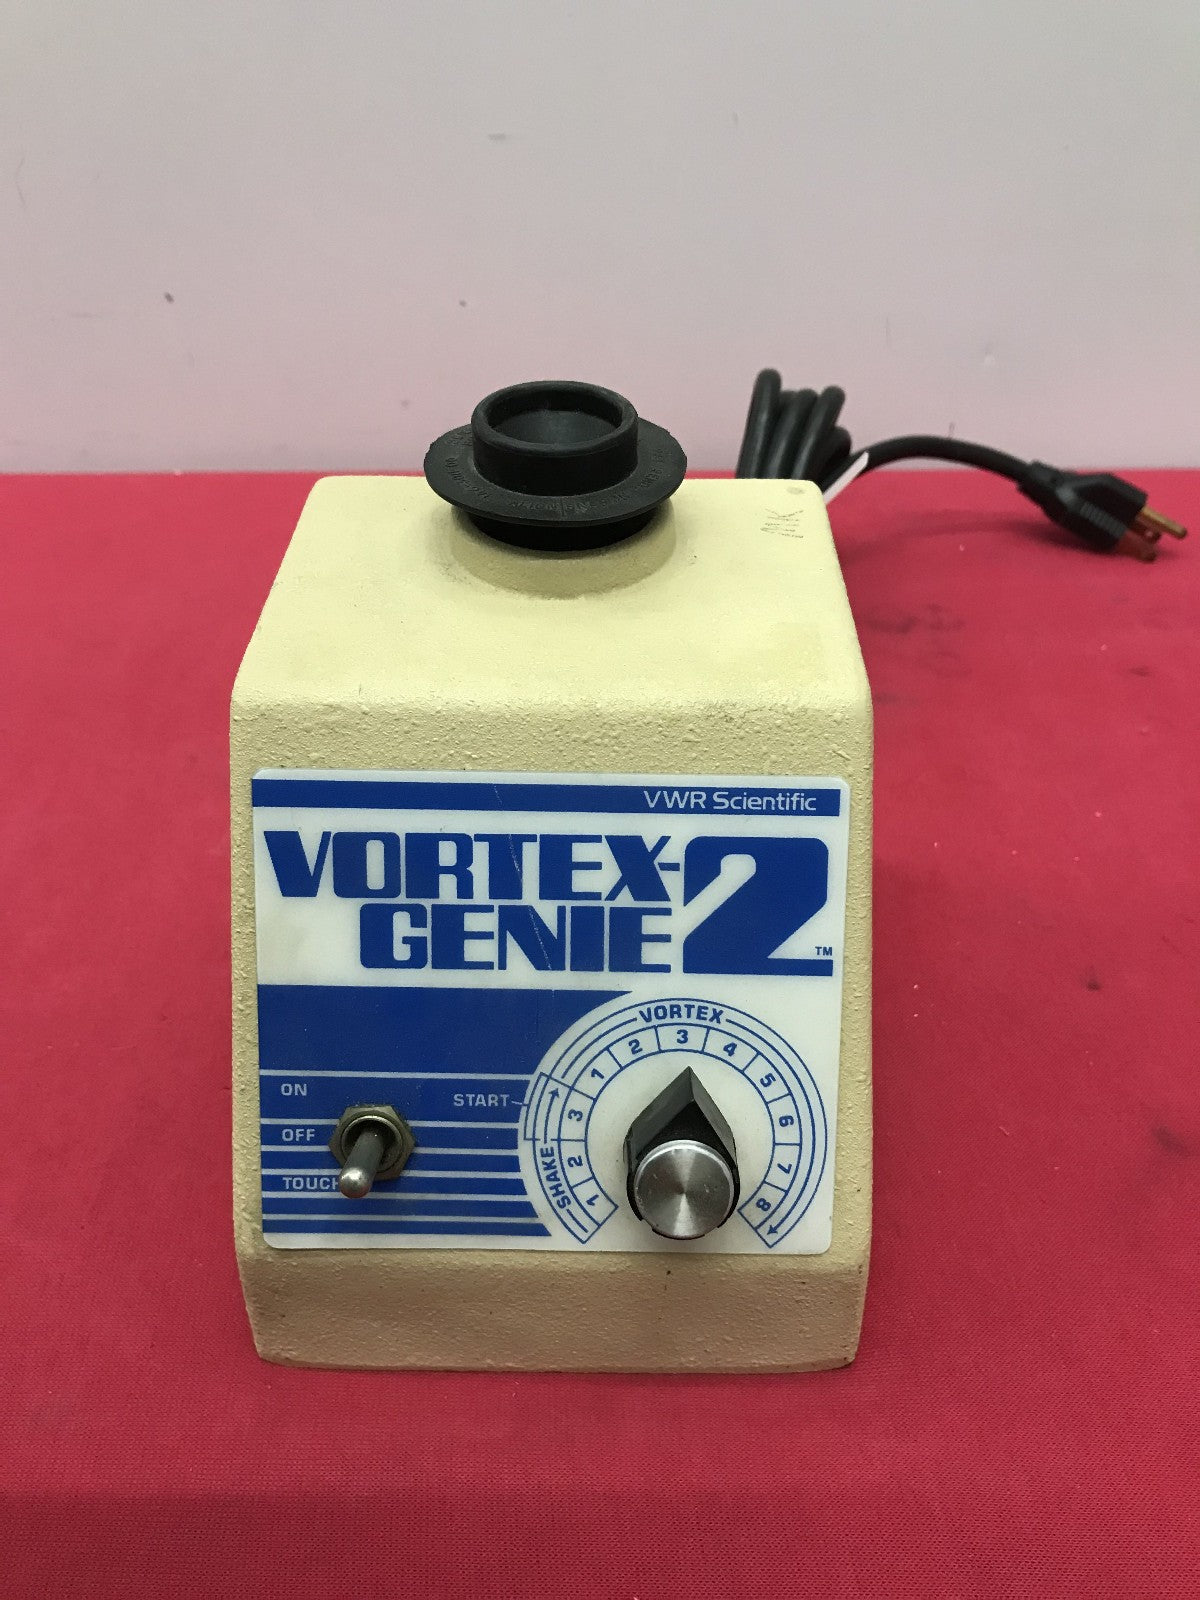 MK
VWR Scientific
VORTEX-
GENIE 2
TM
VORTEX
1 2 3 4 5 6 7 8
ON
START
OFF
TOUCH
SHAKE
1 2 3